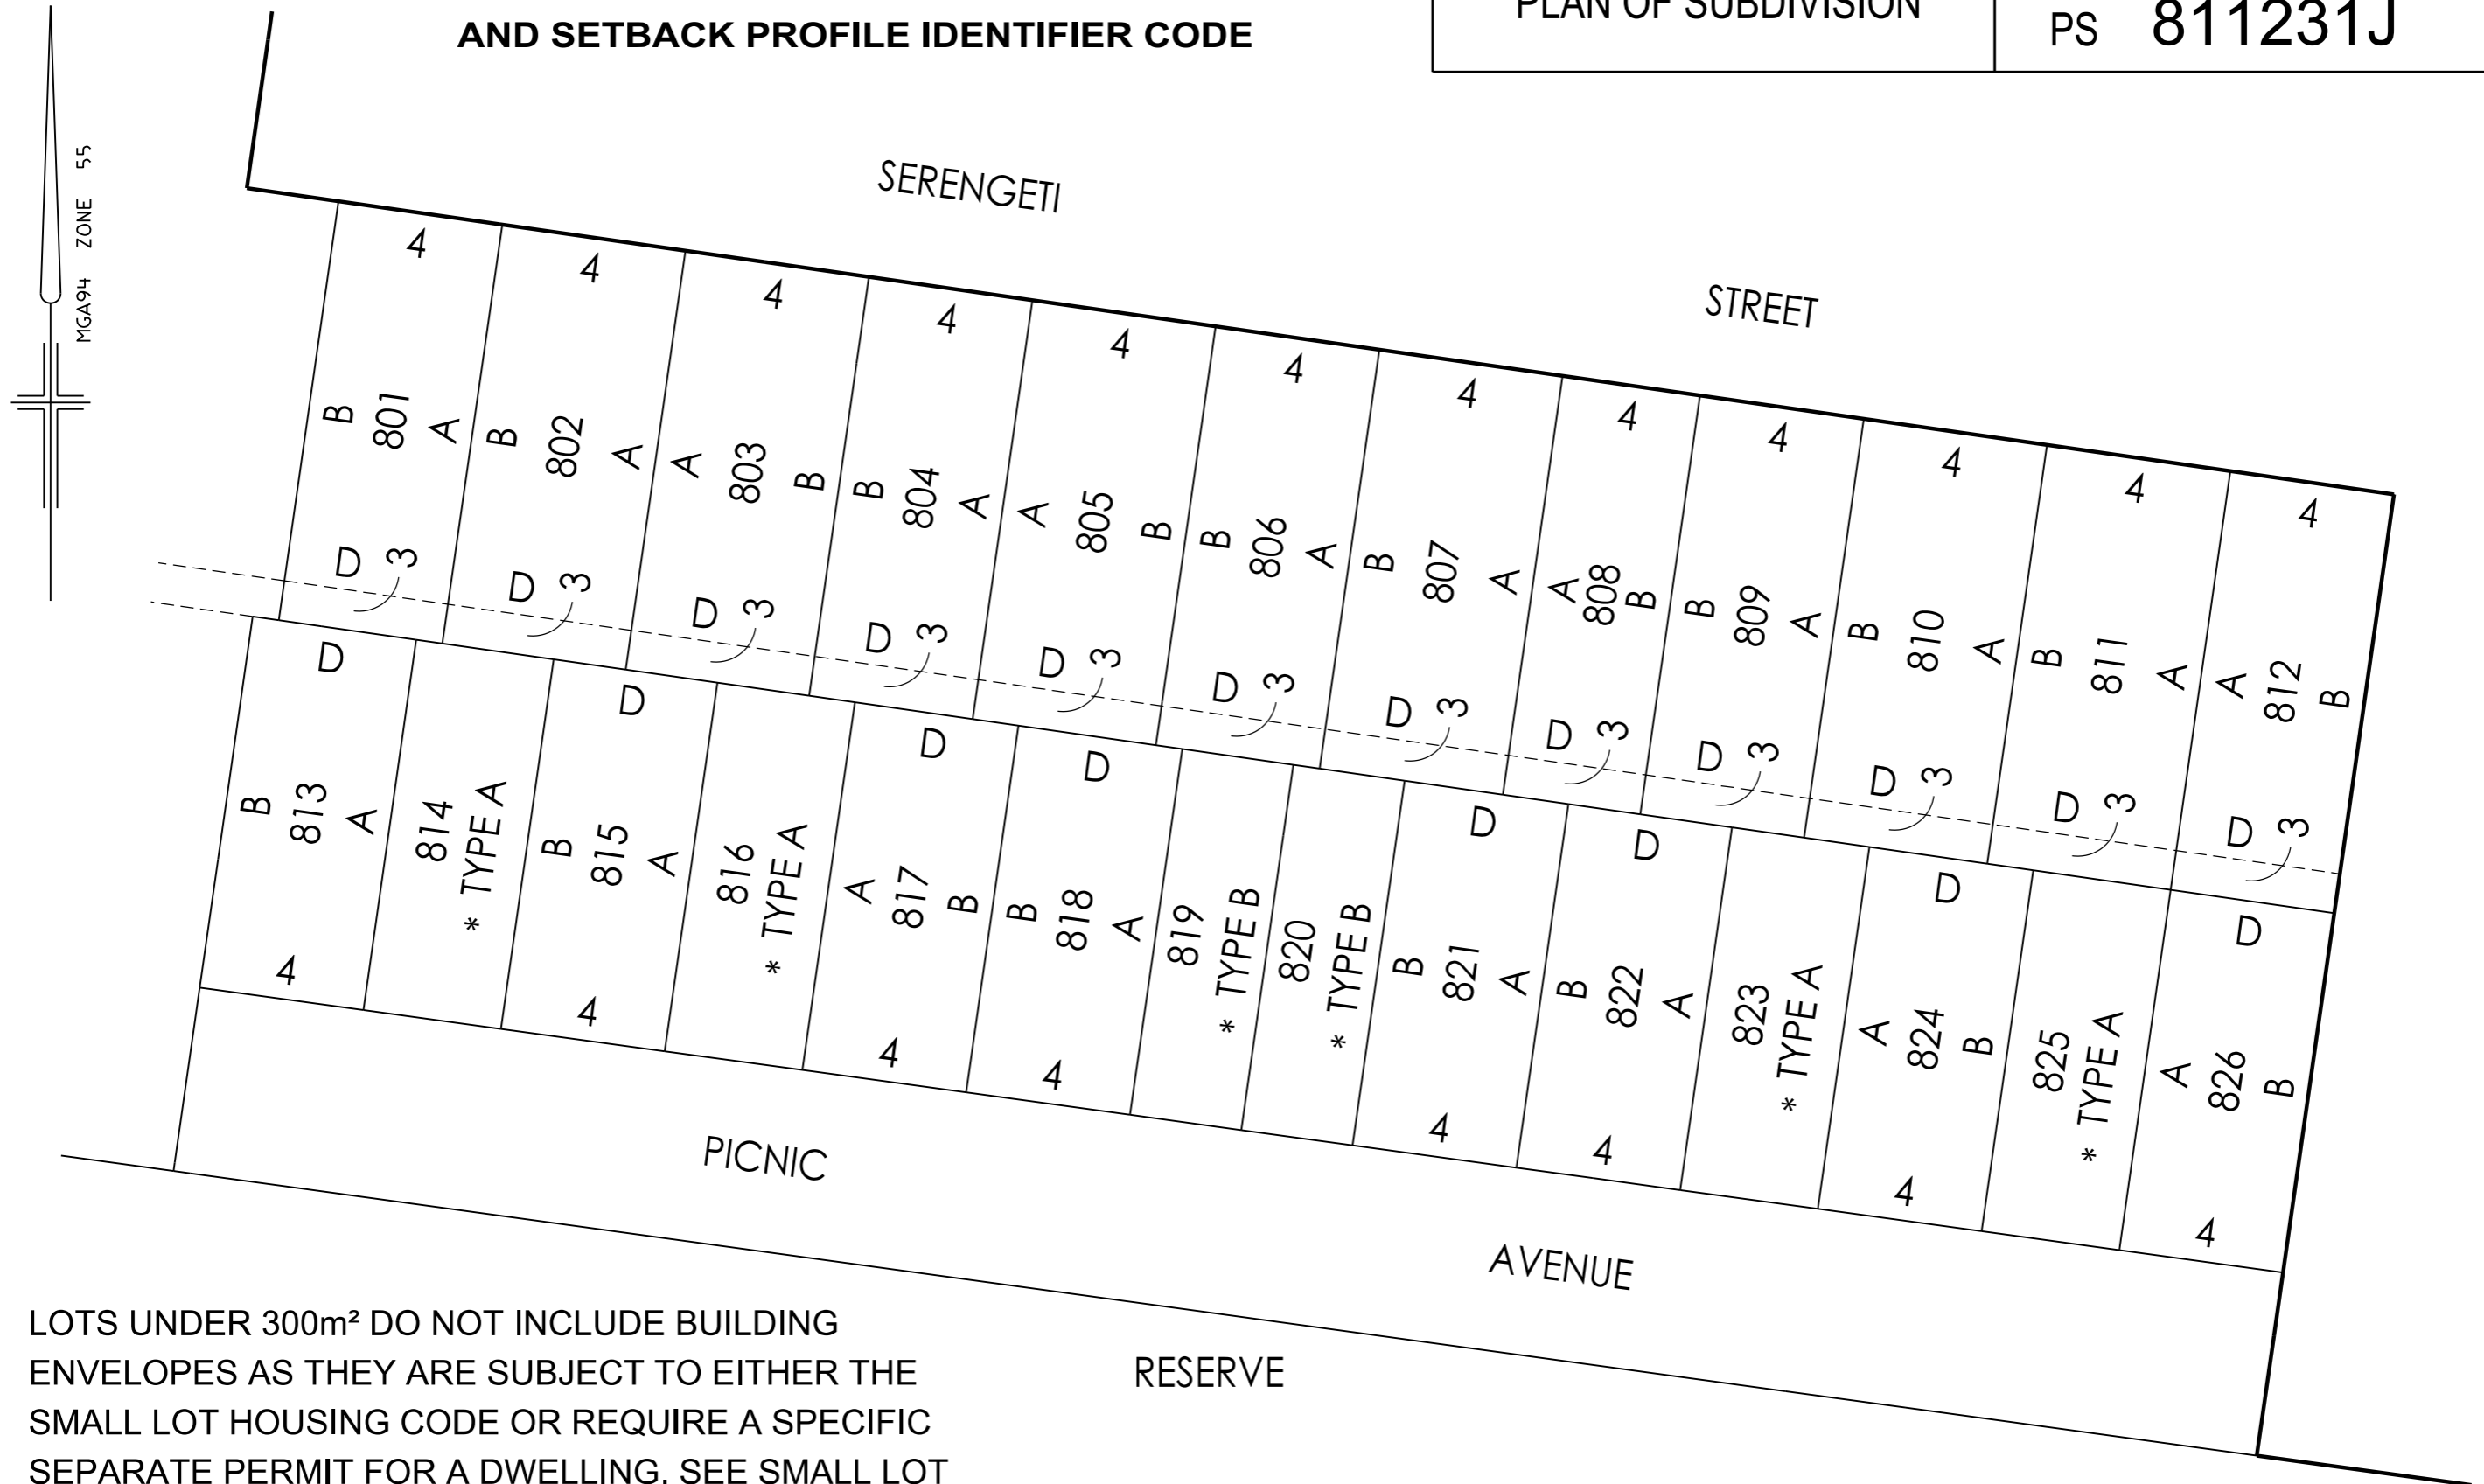 AND SETBACK PROFILE IDENTIFIER CODE
PLAN OF SUBDIVISION
PS 811231J
MGA94 ZONE 55
SERENGETI
STREET
4 4 4 4 4 4 4 4 4 4 4 4
B 801 A
B 802 A
A 803 B
B 804 A
A 805 B
B 806 A
B 807 A
A 808 B
B 809 A
B 810 A
B 811 A
A 812 B
D 3
D 3
D 3
D 3
D 3
D 3
D 3
D 3
D 3
D 3
D 3
D 3
D D D D D D D D
B 813 A
814
* TYPE A
B 815 A
816
* TYPE A
A 817 B
B 818 A
819
* TYPE B
820
* TYPE B
B 821 A
B 822 A
823
* TYPE A
A 824 B
825
* TYPE A
A 826 B
4 4 4 4 4 4 4 4
PICNIC
AVENUE
RESERVE
LOTS UNDER 300m² DO NOT INCLUDE BUILDING
ENVELOPES AS THEY ARE SUBJECT TO EITHER THE
SMALL LOT HOUSING CODE OR REQUIRE A SPECIFIC
SEPARATE PERMIT FOR A DWELLING. SEE SMALL LOT